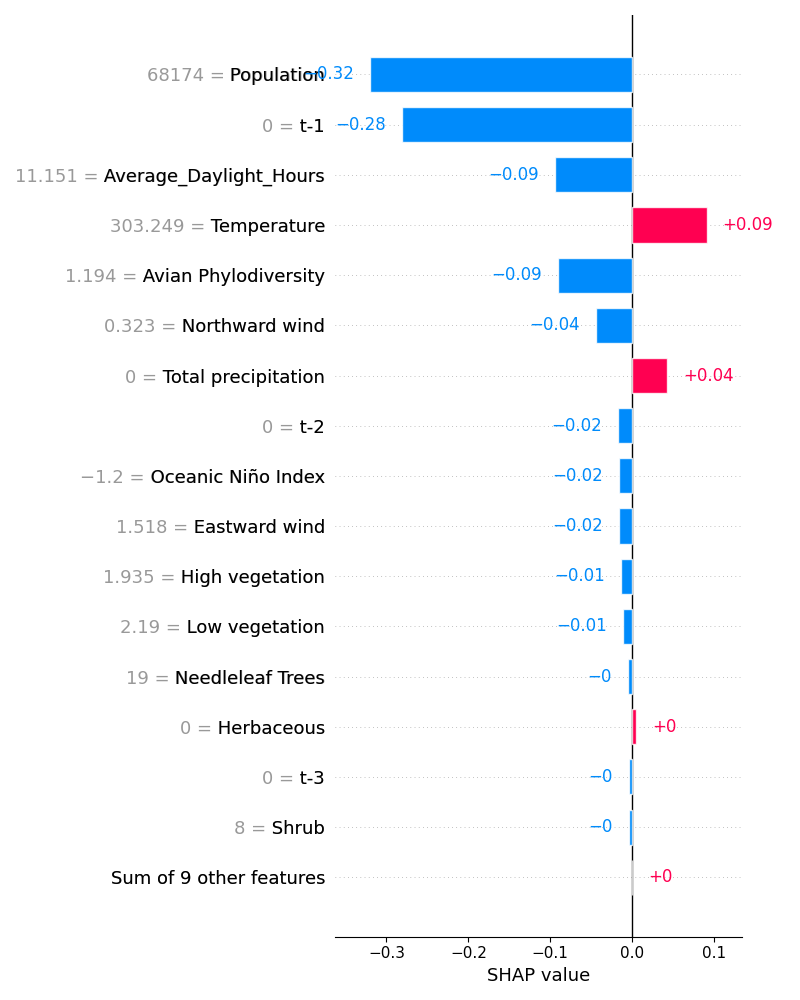 68174 = Population −0.32
0 = t-1 −0.28
11.151 = Average_Daylight_Hours −0.09
303.249 = Temperature +0.09
1.194 = Avian Phylodiversity −0.09
0.323 = Northward wind −0.04
0 = Total precipitation +0.04
0 = t-2 −0.02
−1.2 = Oceanic Niño Index −0.02
1.518 = Eastward wind −0.02
1.935 = High vegetation −0.01
2.19 = Low vegetation −0.01
19 = Needleleaf Trees −0
0 = Herbaceous +0
0 = t-3 −0
8 = Shrub −0
Sum of 9 other features +0
−0.3 −0.2 −0.1 0.0 0.1
SHAP value